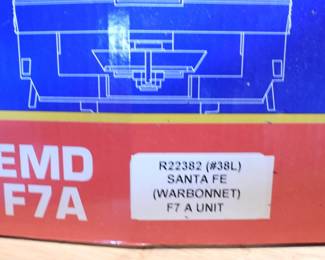 EMD
F7A
R22382 (#38L)
SANTA FE
(WARBONNET)
F7 A UNIT